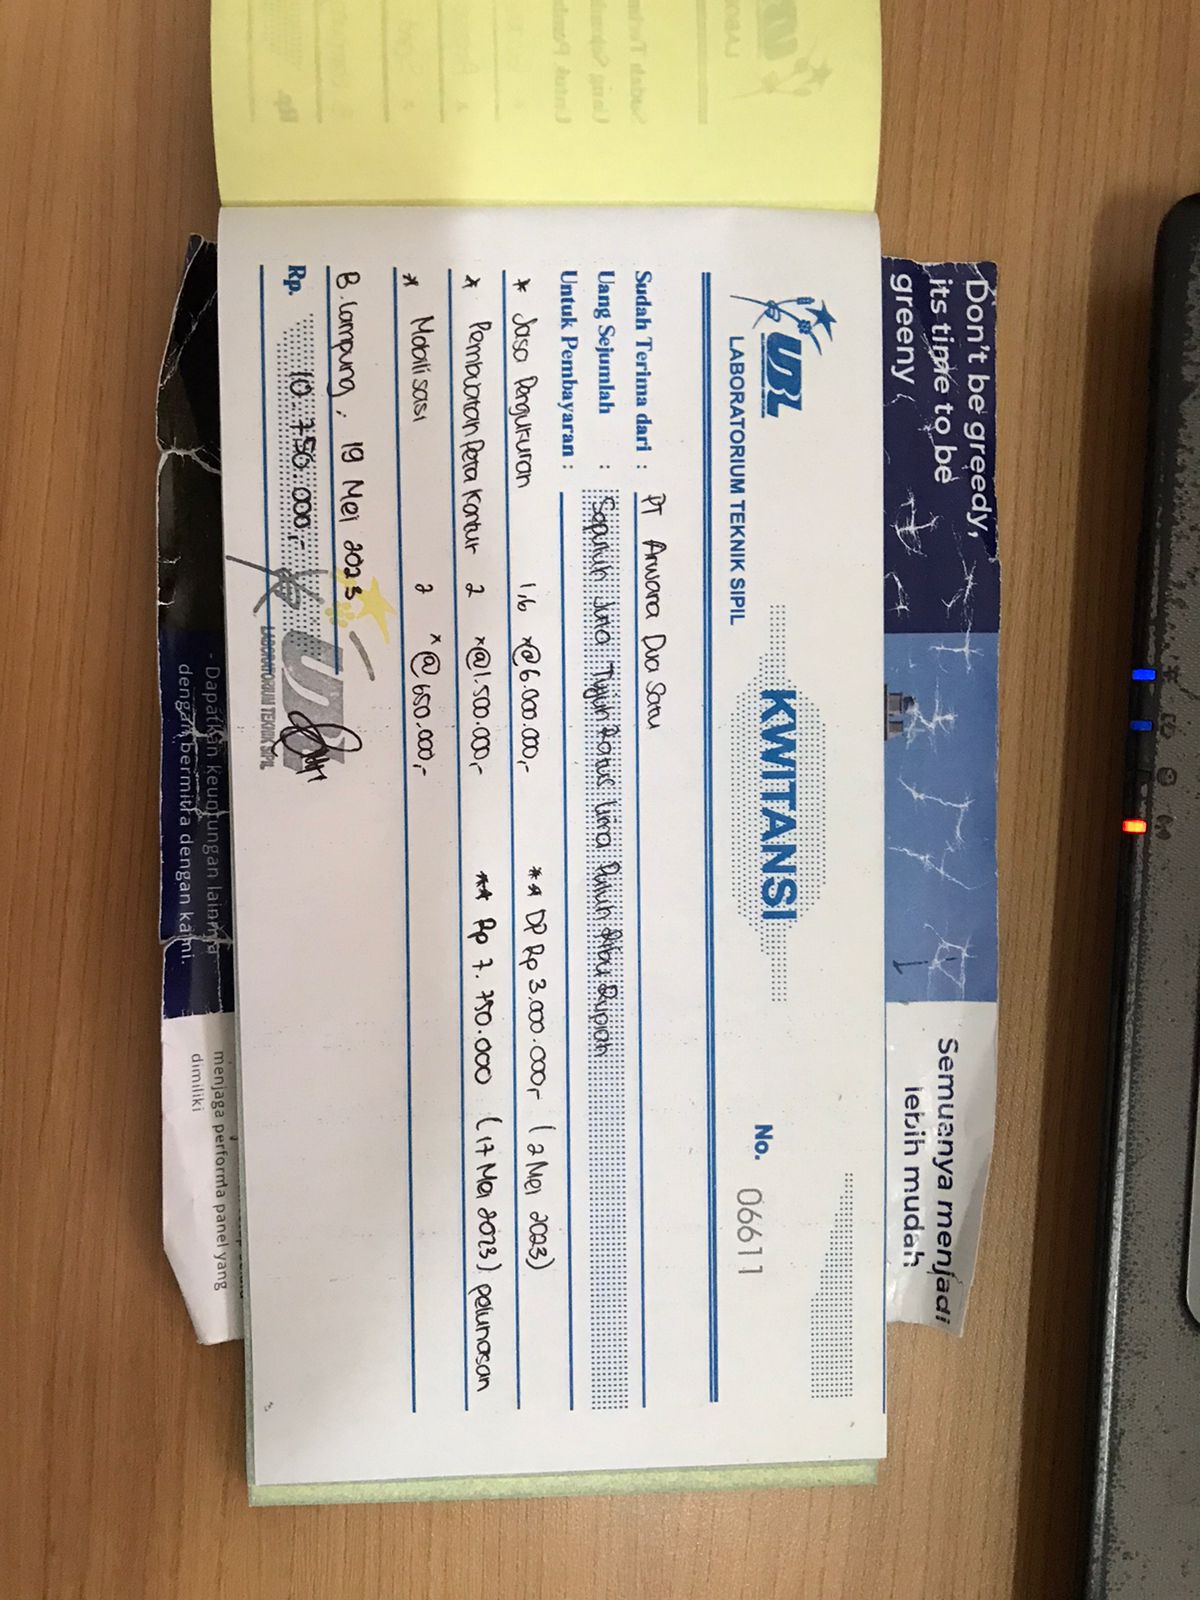 Don't be greedy,
its time to be
greeny
Semuanya menjadi
lebih mudah
UBL
LABORATORIUM TEKNIK SIPIL
KWITANSI
No. 06611
Sudah Terima dari : PT Arwara Dua Satu
Uang Sejumlah : Sepuluh Juta Tujuh Ratus Lima Puluh Ribu Rupiah
Untuk Pembayaran :
* Jasa Pengukuran 1,6 x@6.000.000,- ** DP Rp 3.000.000,- (2 Mei 2023)
* Pembuatan Peta Kontur 2 x@1.500.000,- ** Rp 7.750.000 (17 Mei 2023) pelunasan
* Mobilisasi 2 x@650.000,-
B. Lampung, 19 Mei 2023
Rp. 10.750.000,-
UBL
LABORATORIUM TEKNIK SIPIL
- Dapatkan keuntungan lainnya
dengan bermitra dengan kami.
menjaga performa panel yang
dimiliki